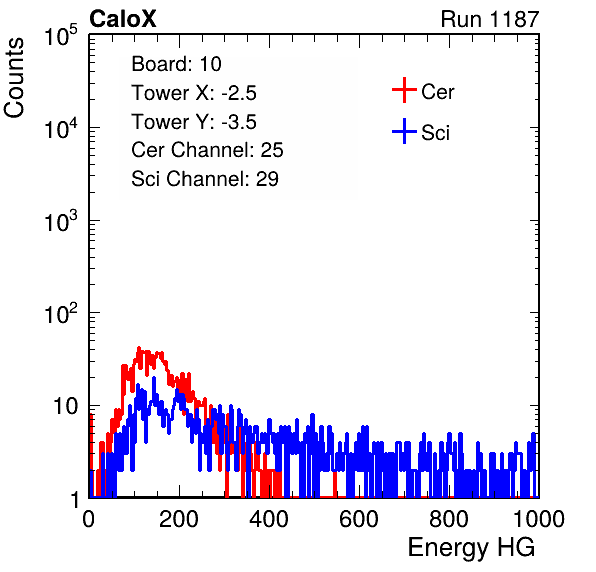 CaloX Run 1187
Counts
Board: 10
Tower X: -2.5
Tower Y: -3.5
Cer Channel: 25
Sci Channel: 29
Cer
Sci
10^5
10^4
10^3
10^2
10
1
0 200 400 600 800 1000
Energy HG